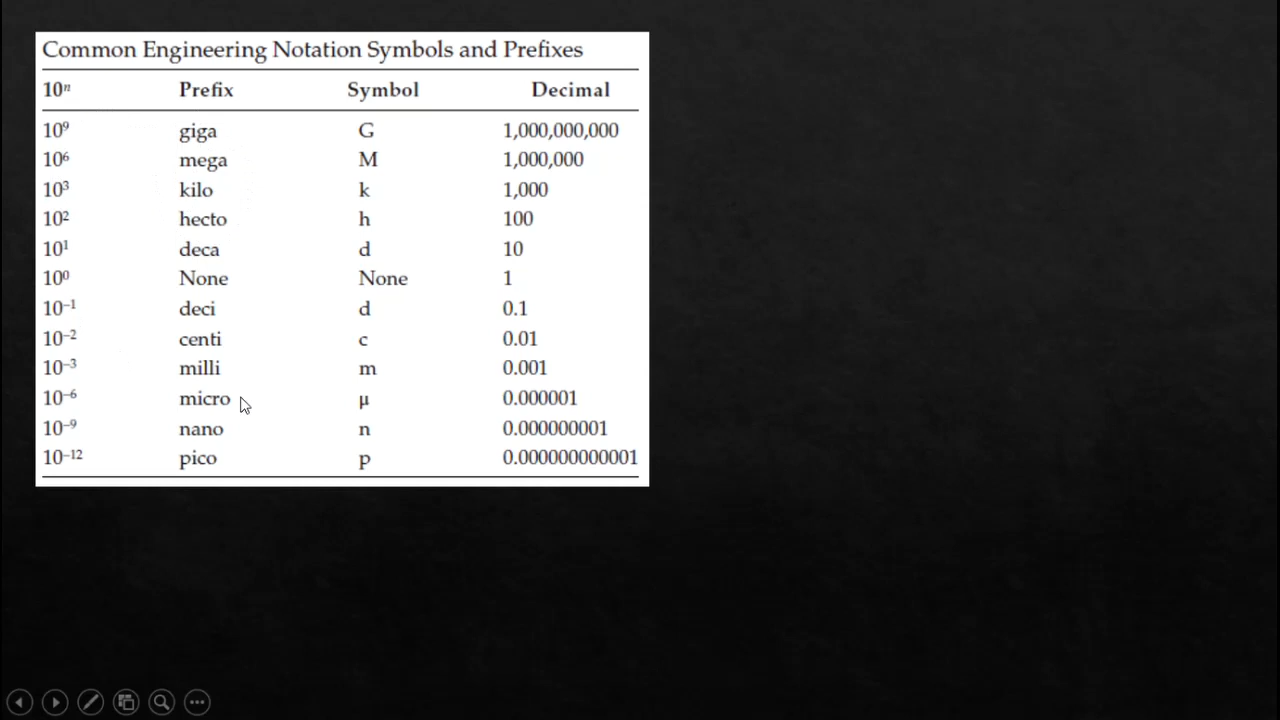 Common Engineering Notation Symbols and Prefixes
10ⁿ Prefix Symbol Decimal
10⁹ giga G 1,000,000,000
10⁶ mega M 1,000,000
10³ kilo k 1,000
10² hecto h 100
10¹ deca d 10
10⁰ None None 1
10⁻¹ deci d 0.1
10⁻² centi c 0.01
10⁻³ milli m 0.001
10⁻⁶ micro μ 0.000001
10⁻⁹ nano n 0.000000001
10⁻¹² pico p 0.000000000001